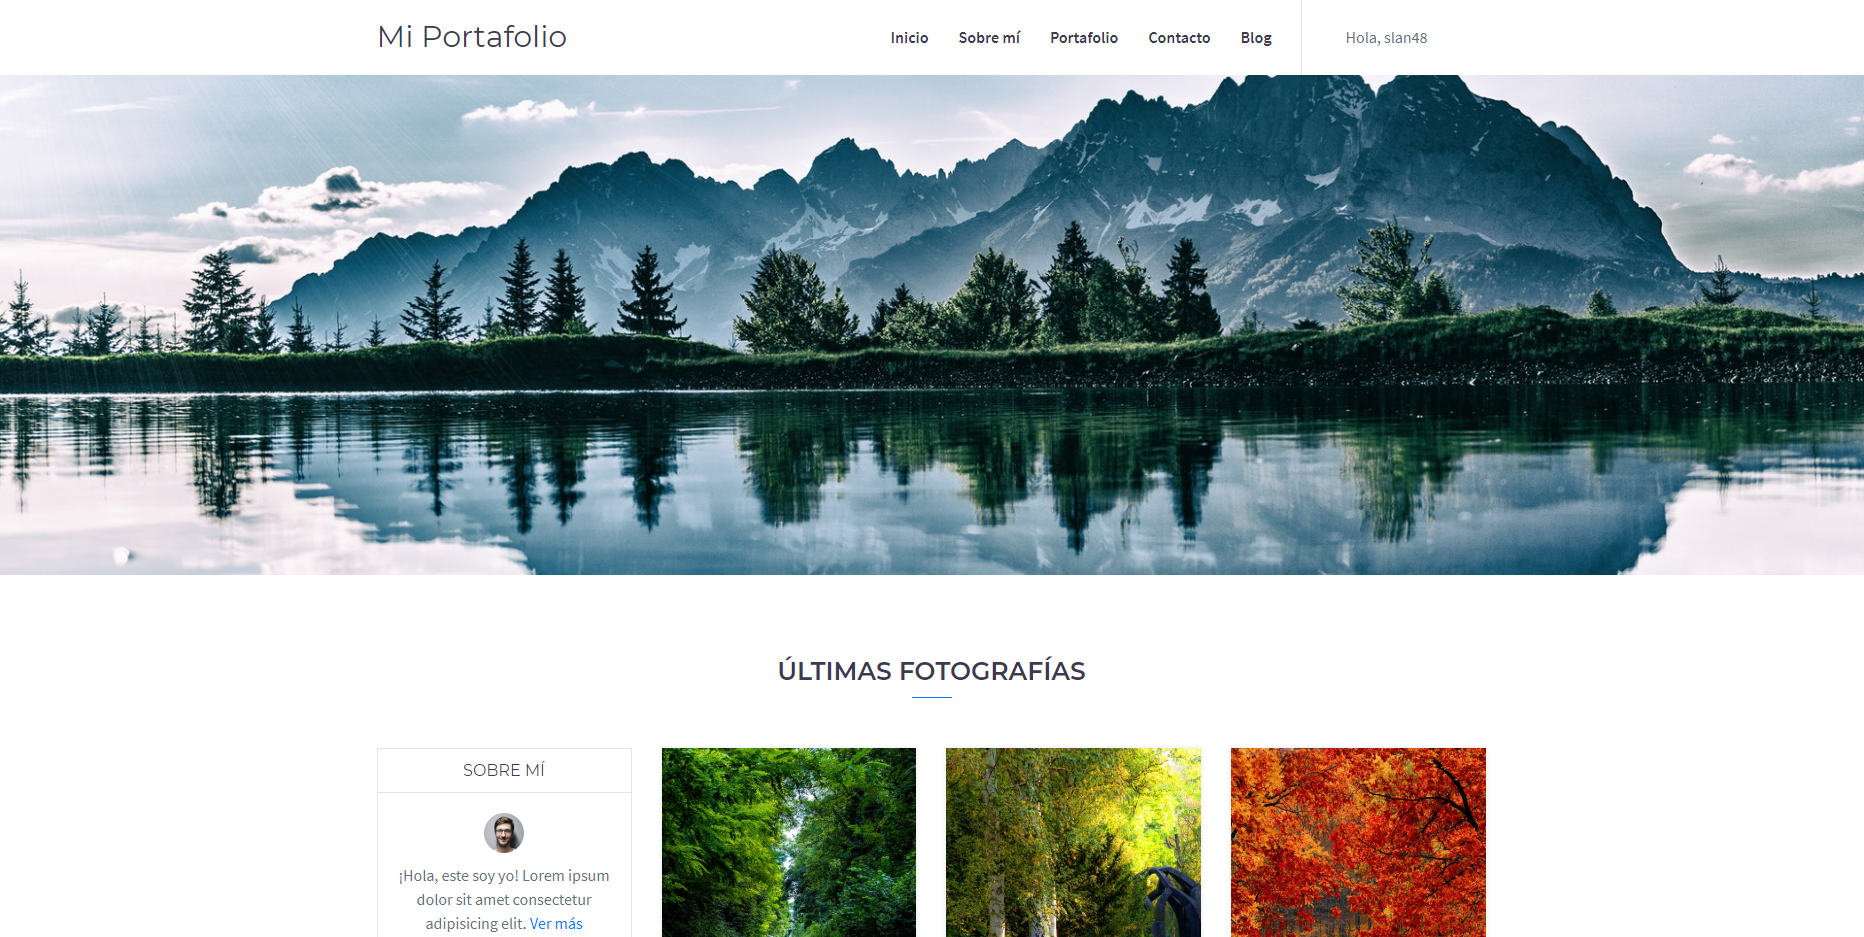 Mi Portafolio
Inicio Sobre mí Portafolio Contacto Blog Hola, slan48
ÚLTIMAS FOTOGRAFÍAS
SOBRE MÍ
¡Hola, este soy yo! Lorem ipsum
dolor sit amet consectetur
adipisicing elit. Ver más